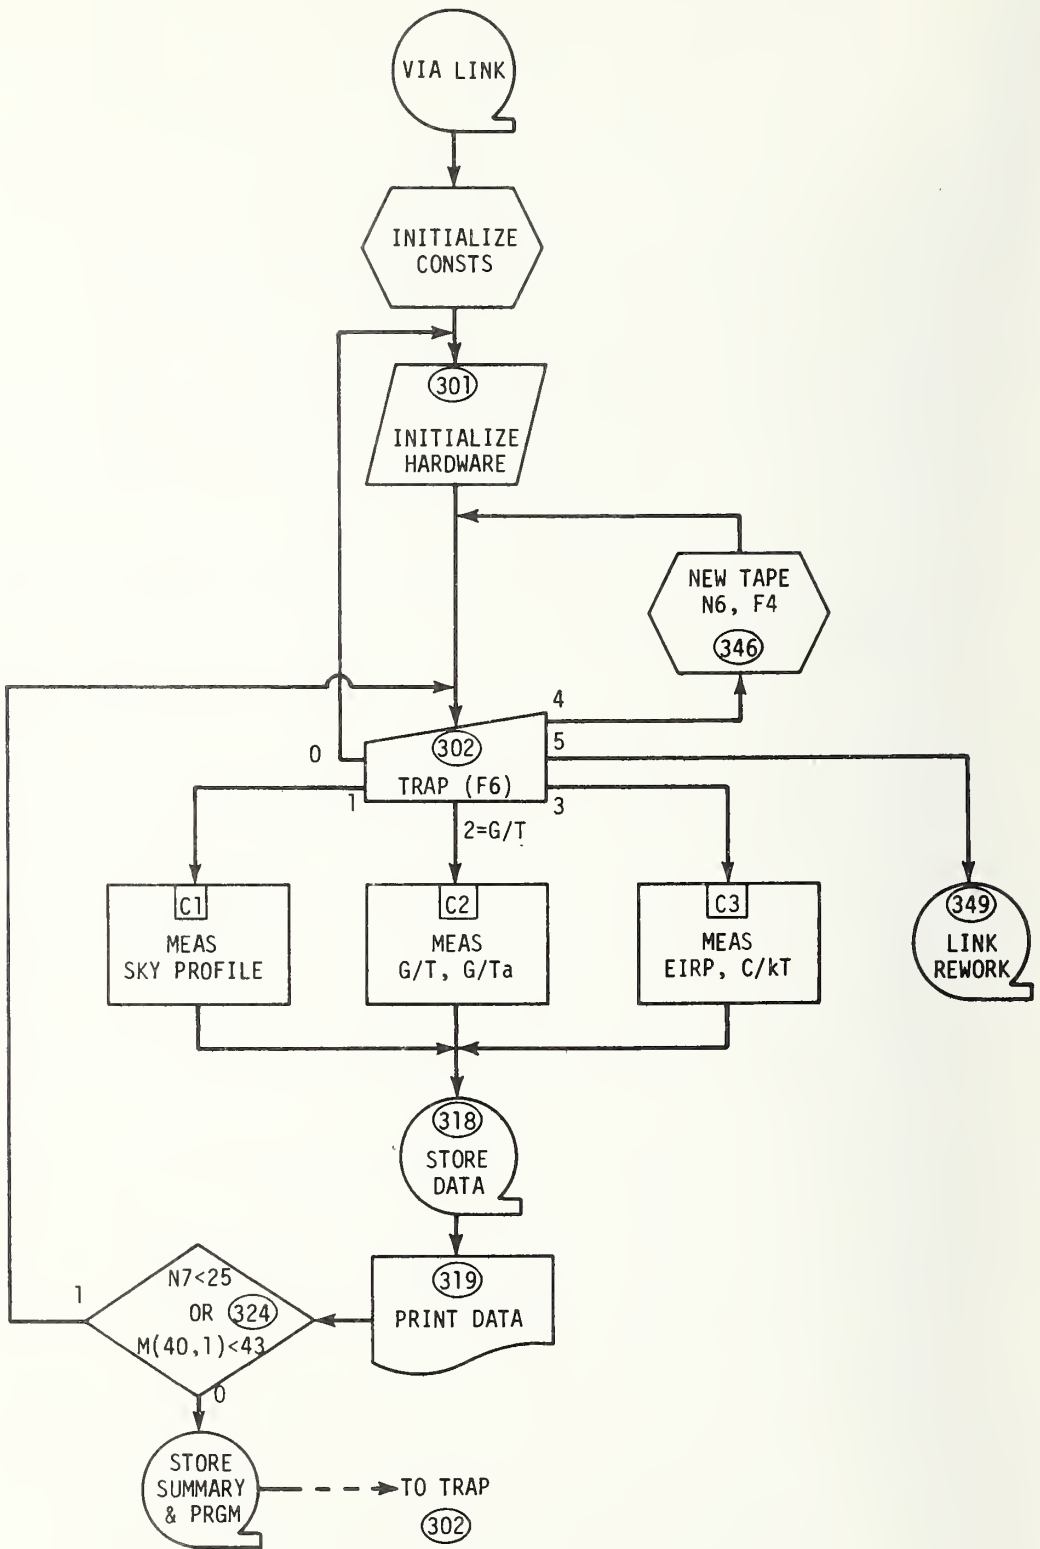 VIA LINK
INITIALIZE
CONSTS
301
INITIALIZE
HARDWARE
NEW TAPE
N6, F4
346
4
302
5
0
TRAP (F6)
1
3
2=G/T
C1
MEAS
SKY PROFILE
C2
MEAS
G/T, G/Ta
C3
MEAS
EIRP, C/kT
349
LINK
REWORK
318
STORE
DATA
319
PRINT DATA
1
N7<25
OR 324
M(40,1)<43
0
STORE
SUMMARY
& PRGM
TO TRAP
302